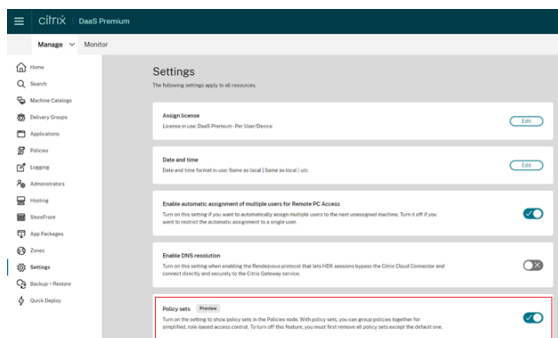 citrix | DaaS Premium
Manage Monitor
Home
Search
Machine Catalogs
Delivery Groups
Applications
Policies
Logging
Administrators
Hosting
StoreFront
App Packages
Zones
Settings
Backup + Restore
Quick Deploy
Settings
The following settings apply to all resources.
Assign license
License in use: DaaS Premium- Per User/Device
Edit
Date and time
Date and time format in use: Same as local | Same as local | utc
Edit
Enable automatic assignment of multiple users for Remote PC Access
Turn on this setting if you want to automatically assign multiple users to the next unassigned machine. Turn it off if you
want to restrict the automatic assignment to a single user.
Enable DNS resolution
Turn on this setting when enabling the Rendezvous protocol that lets HDX sessions bypass the Citrix Cloud Connector and
connect directly and securely to the Citrix Gateway service.
Policy sets Preview
Turn on the setting to show policy sets in the Policies node. With policy sets, you can group policies together for
simplified, role-based access control. To turn off this feature, you must first remove all policy sets except the default one.